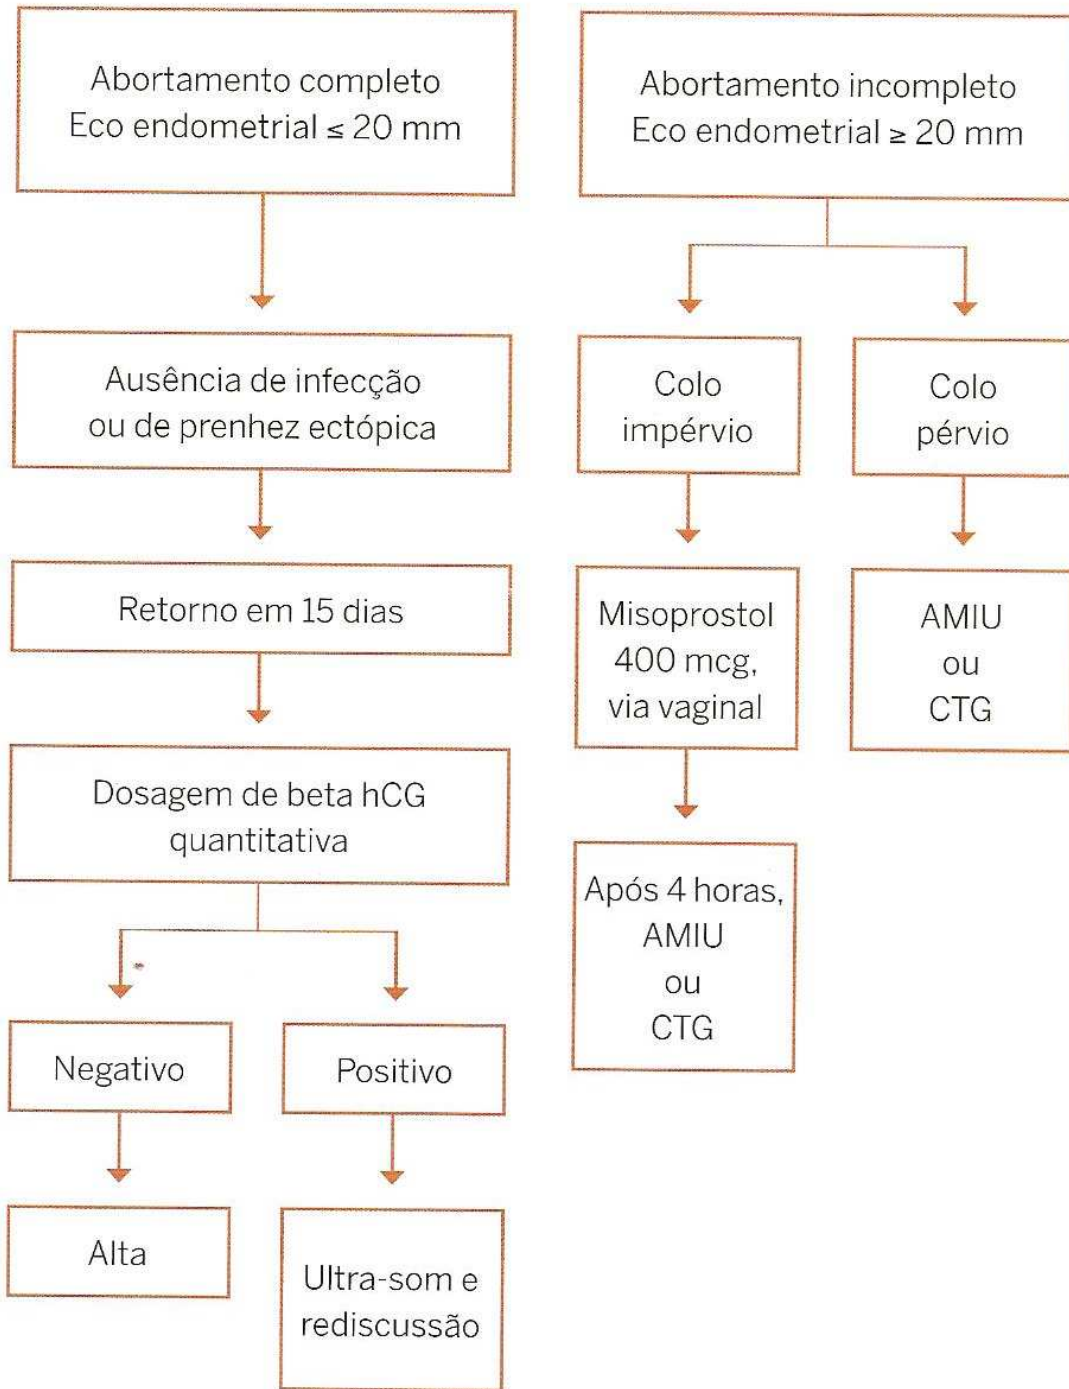 Abortamento completo
Eco endometrial ≤ 20 mm
Ausência de infecção
ou de prenhez ectópica
Retorno em 15 dias
Dosagem de beta hCG
quantitativa
Negativo
Positivo
Alta
Ultra-som e
rediscussão
Abortamento incompleto
Eco endometrial ≥ 20 mm
Colo
impérvio
Colo
pérvio
Misoprostol
400 mcg,
via vaginal
AMIU
ou
CTG
Após 4 horas,
AMIU
ou
CTG